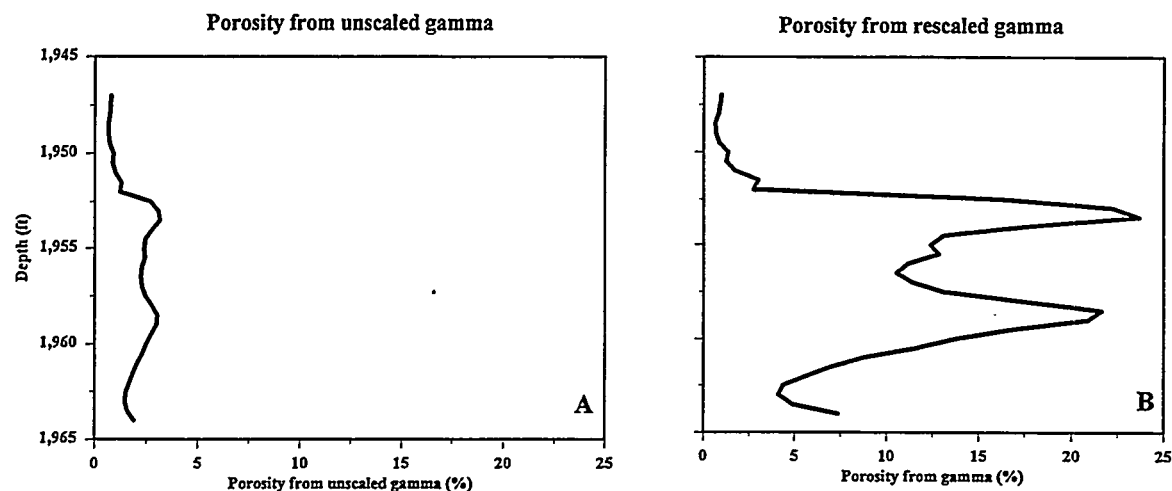 Porosity from unscaled gamma
Porosity from rescaled gamma
1,945
1,950
1,955
1,960
1,965
Depth (ft)
A
B
0 5 10 15 20 25
0 5 10 15 20 25
Porosity from unscaled gamma (%)
Porosity from gamma (%)